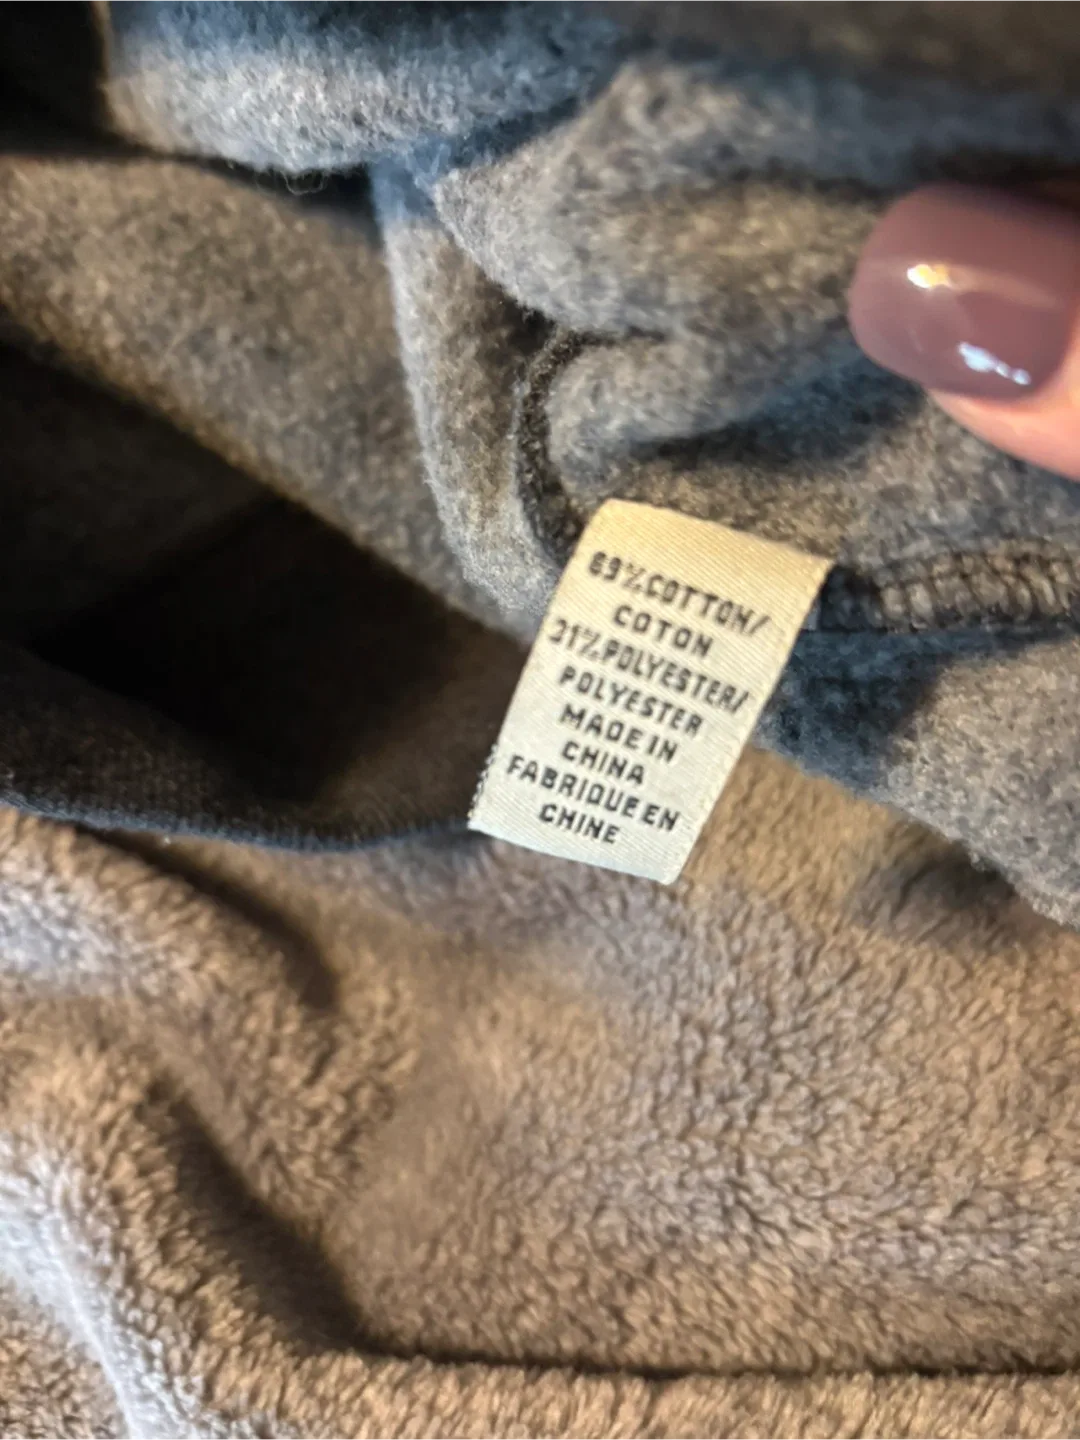 69%COTTON/
COTON
31%POLYESTER/
POLYESTER
MADE IN
CHINA
FABRIQUE EN
CHINE